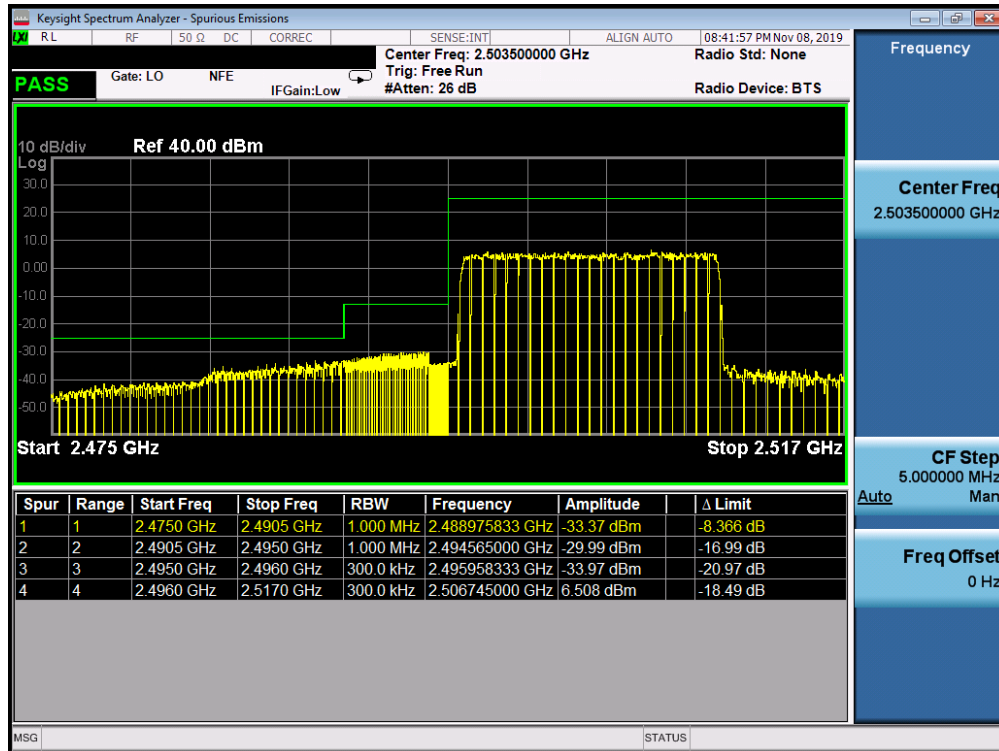 Keysight Spectrum Analyzer - Spurious Emissions
LXI RL RF 50 Ω DC CORREC SENSE:INT ALIGN AUTO 08:41:57 PM Nov 08, 2019
Center Freq: 2.503500000 GHz Radio Std: None
Trig: Free Run
PASS Gate: LO NFE IFGain:Low #Atten: 26 dB Radio Device: BTS
10 dB/div Ref 40.00 dBm
Log
30.0
20.0
10.0
0.00
-10.0
-20.0
-30.0
-40.0
-50.0
Start 2.475 GHz Stop 2.517 GHz
Spur Range Start Freq Stop Freq RBW Frequency Amplitude Δ Limit
1 1 2.4750 GHz 2.4905 GHz 1.000 MHz 2.488975833 GHz -33.37 dBm -8.366 dB
2 2 2.4905 GHz 2.4950 GHz 1.000 MHz 2.494565000 GHz -29.99 dBm -16.99 dB
3 3 2.4950 GHz 2.4960 GHz 300.0 kHz 2.495958333 GHz -33.97 dBm -20.97 dB
4 4 2.4960 GHz 2.5170 GHz 300.0 kHz 2.506745000 GHz 6.508 dBm -18.49 dB
MSG STATUS
Frequency
Center Freq
2.503500000 GHz
CF Step
5.000000 MHz
Auto Man
Freq Offset
0 Hz